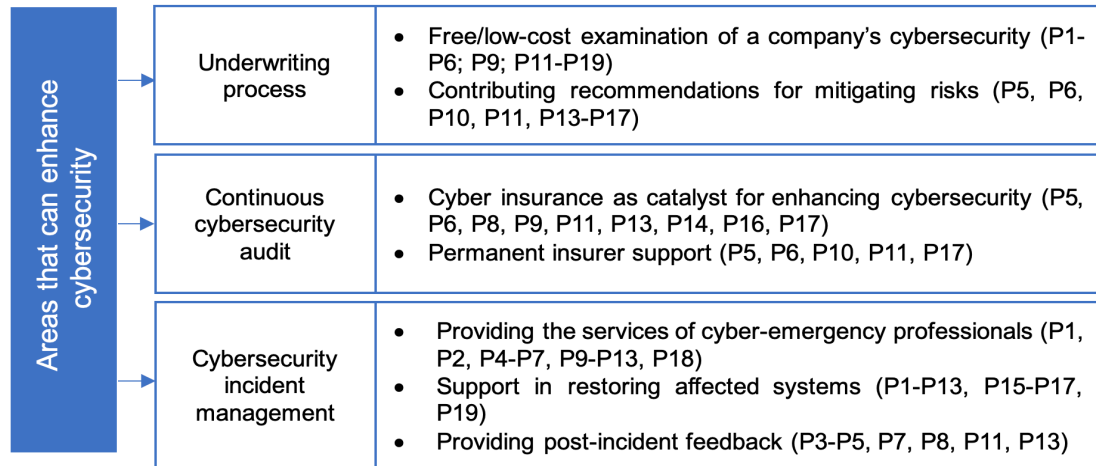 Areas that can enhance
cybersecurity
Underwriting
process
• Free/low-cost examination of a company’s cybersecurity (P1-
P6; P9; P11-P19)
• Contributing recommendations for mitigating risks (P5, P6,
P10, P11, P13-P17)
Continuous
cybersecurity
audit
• Cyber insurance as catalyst for enhancing cybersecurity (P5,
P6, P8, P9, P11, P13, P14, P16, P17)
• Permanent insurer support (P5, P6, P10, P11, P17)
Cybersecurity
incident
management
• Providing the services of cyber-emergency professionals (P1,
P2, P4-P7, P9-P13, P18)
• Support in restoring affected systems (P1-P13, P15-P17,
P19)
• Providing post-incident feedback (P3-P5, P7, P8, P11, P13)